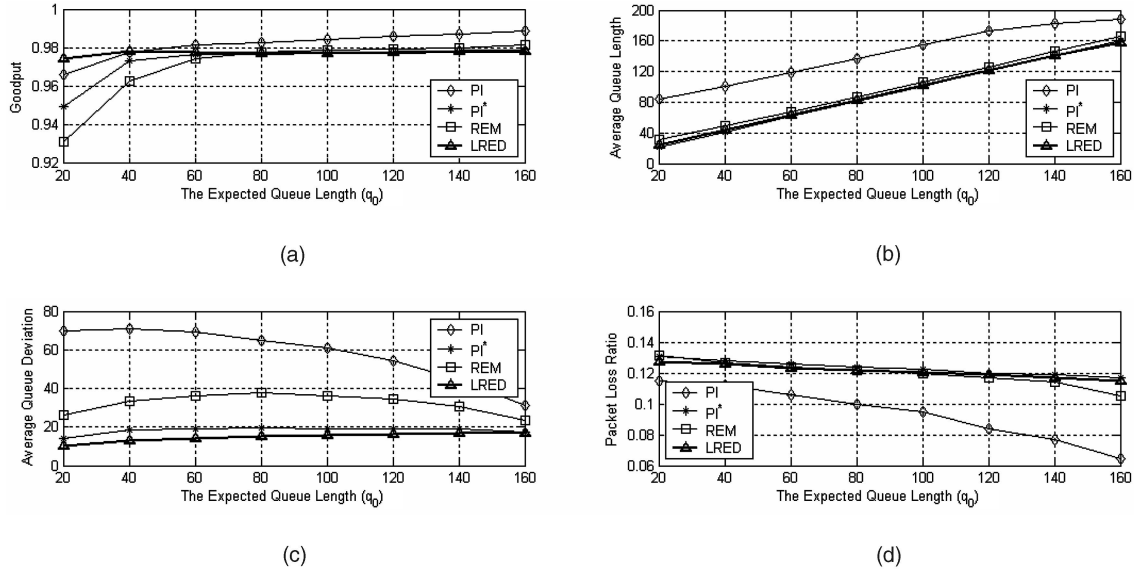 1
0.98
0.96
0.94
0.92
20 40 60 80 100 120 140 160
Goodput
The Expected Queue Length (q0)
PI
PI*
REM
LRED
(a)
200
160
120
80
40
0
20 40 60 80 100 120 140 160
Average Queue Length
The Expected Queue Length (q0)
PI
PI*
REM
LRED
(b)
80
60
40
20
0
20 40 60 80 100 120 140 160
Average Queue Deviation
The Expected Queue Length (q0)
PI
PI*
REM
LRED
(c)
0.16
0.14
0.12
0.1
0.08
0.06
20 40 60 80 100 120 140 160
Packet Loss Ratio
The Expected Queue Length (q0)
PI
PI*
REM
LRED
(d)